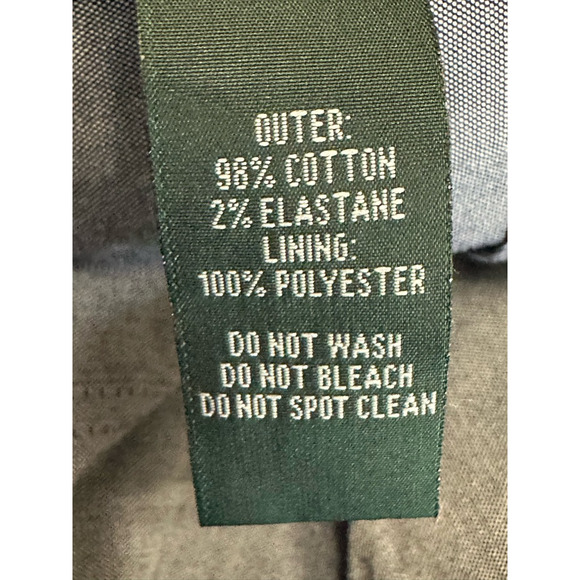 OUTER:
98% COTTON
2% ELASTANE
LINING:
100% POLYESTER
DO NOT WASH
DO NOT BLEACH
DO NOT SPOT CLEAN